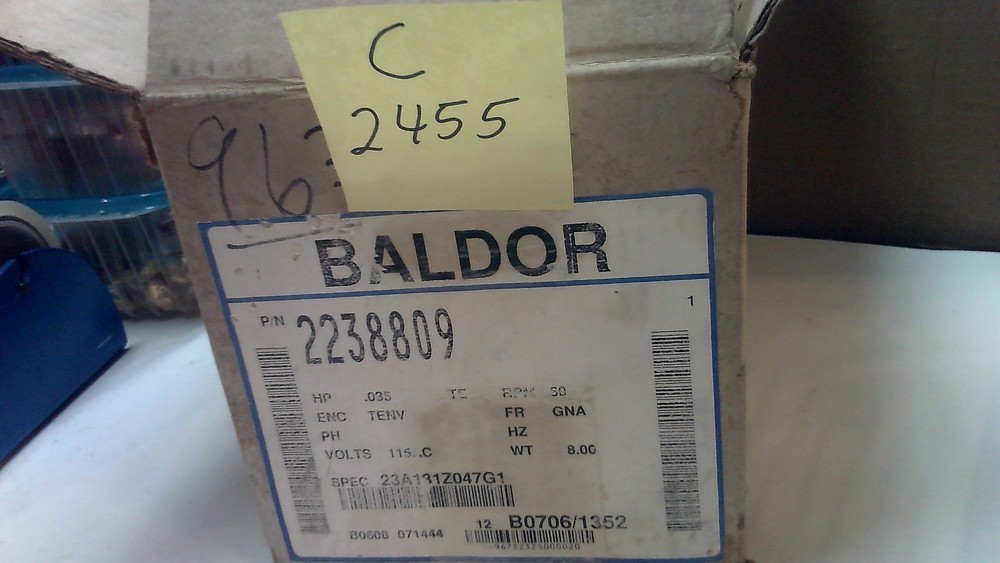 C
2455
96
BALDOR
1
P/N 2238809
HP .035 RPM
ENC TENV FR GNA
PH HZ
VOLTS 115. .C WT 8.00
SPEC 23A131Z047G1
12 B0706/1352
B0608 071444